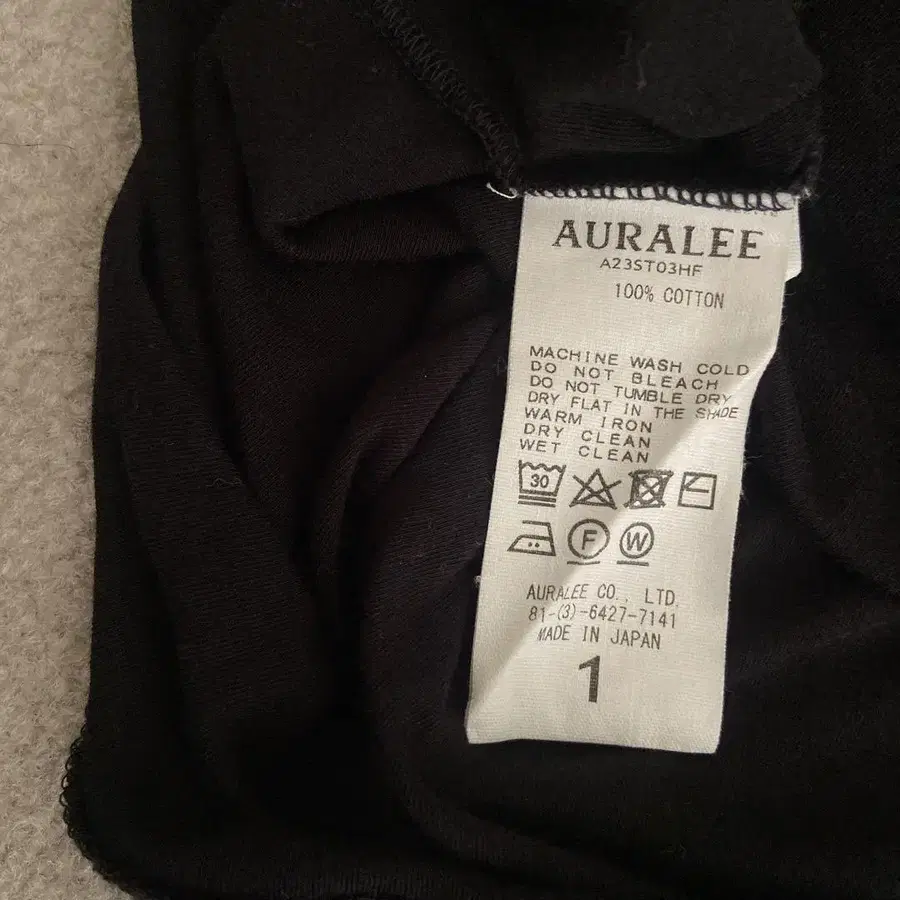 AURALEE
A23ST03HF
100% COTTON
MACHINE WASH COLD
DO NOT BLEACH
DO NOT TUMBLE DRY
DRY FLAT IN THE SHADE
WARM IRON
DRY CLEAN
WET CLEAN
30
F W
AURALEE CO., LTD.
81-(3)-6427-7141
MADE IN JAPAN
1